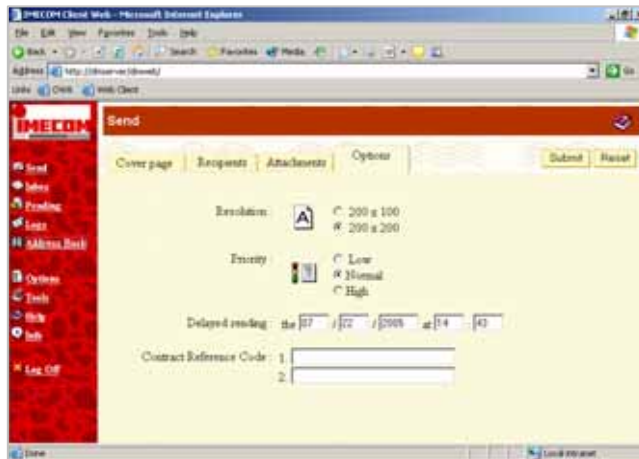 IMECOM Client Web - Microsoft Internet Explorer
File Edit View Favorites Tools Help
Back Search Favorites Media
Address http://dnserver/dnweb/ Go
Links Web Client
IMECOM
Send
Cover page Recipients Attachments Options Submit Reset
Send
Inbox
Pending
Logs
Address Book
Options
Tools
Help
Info
Log Off
Resolution 200 x 100
200 x 200
Priority Low
Normal
High
Delayed sending the 07 / 22 / 2005 at 14 43
Contract Reference Code 1.
2.
Done Local intranet